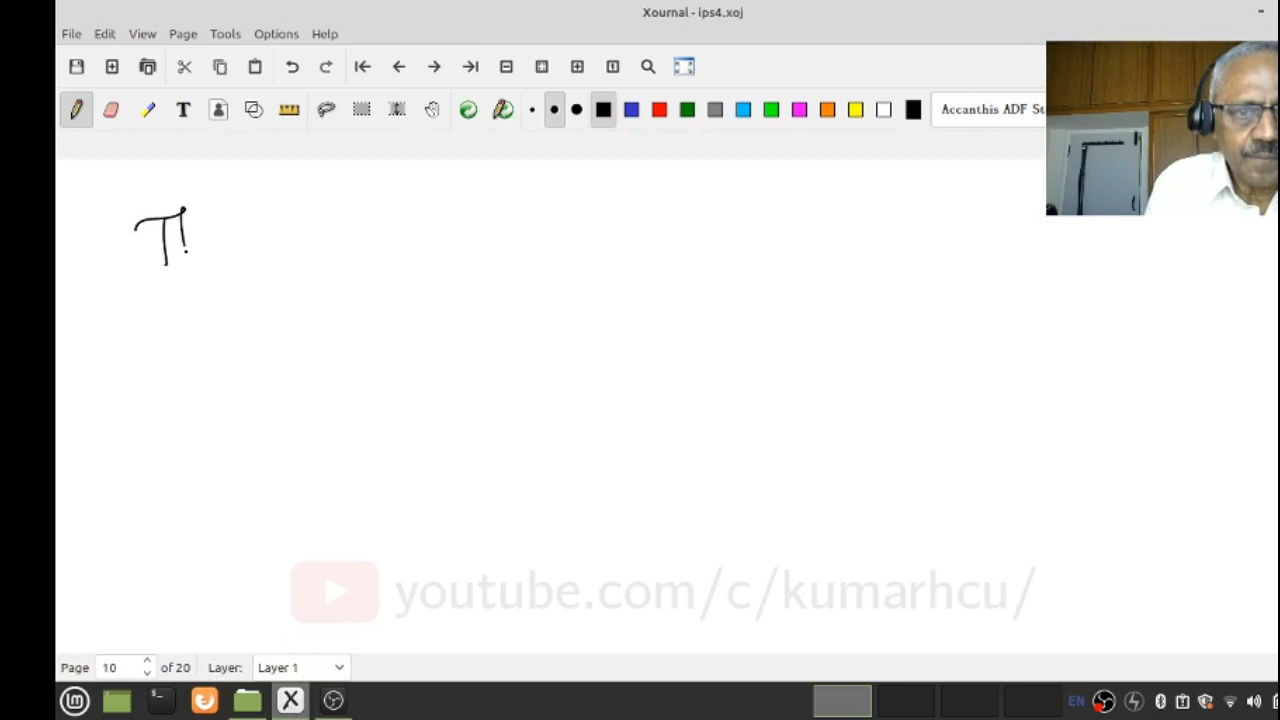 Xournal - ips4.xoj
File Edit View Page Tools Options Help
Accanthis ADF St
youtube.com/c/kumarhcu/
Page 10 of 20 Layer: Layer 1
EN